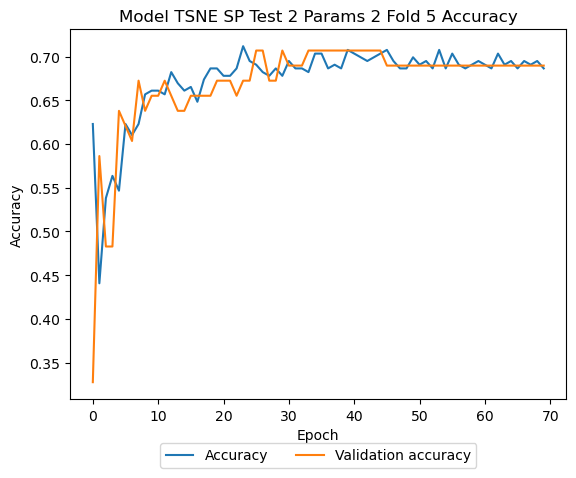 Model TSNE SP Test 2 Params 2 Fold 5 Accuracy
Accuracy
0.70
0.65
0.60
0.55
0.50
0.45
0.40
0.35
0 10 20 30 40 50 60 70
Epoch
Accuracy Validation accuracy